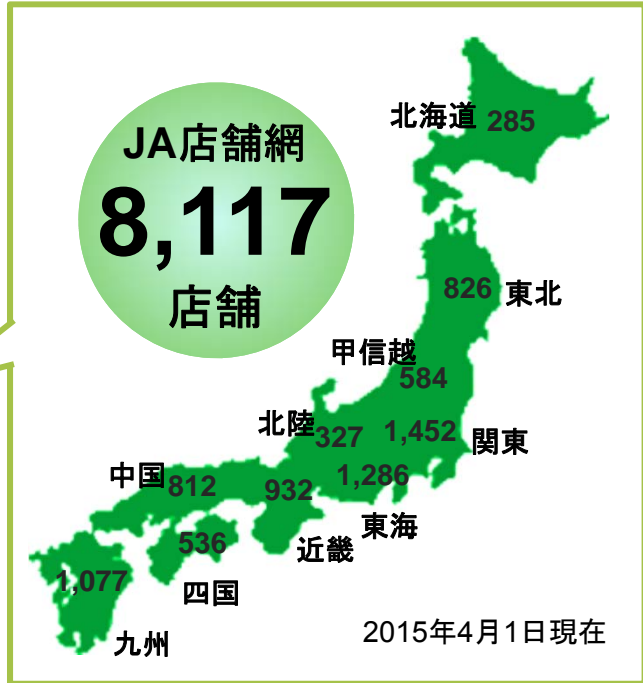 JA店舗網
8,117
店舗
北海道 285
826 東北
甲信越
584
北陸 327
1,452 関東
中国 812
932 近畿
1,286 東海
536 四国
1,077 九州
2015年4月1日現在